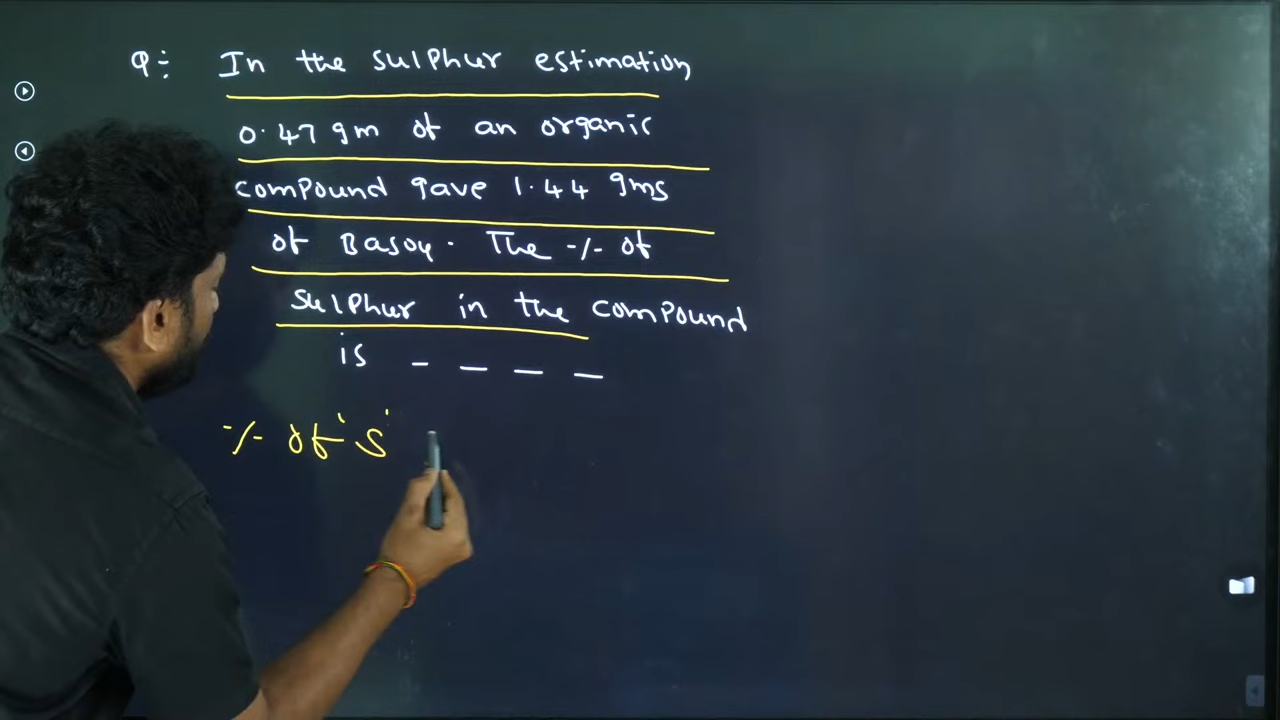 Q:- In the sulphur estimation
0.47 gm of an organic
compound gave 1.44 gms
of BaSO4. The % of
sulphur in the compound
is _ _ _ _
% of 'S'